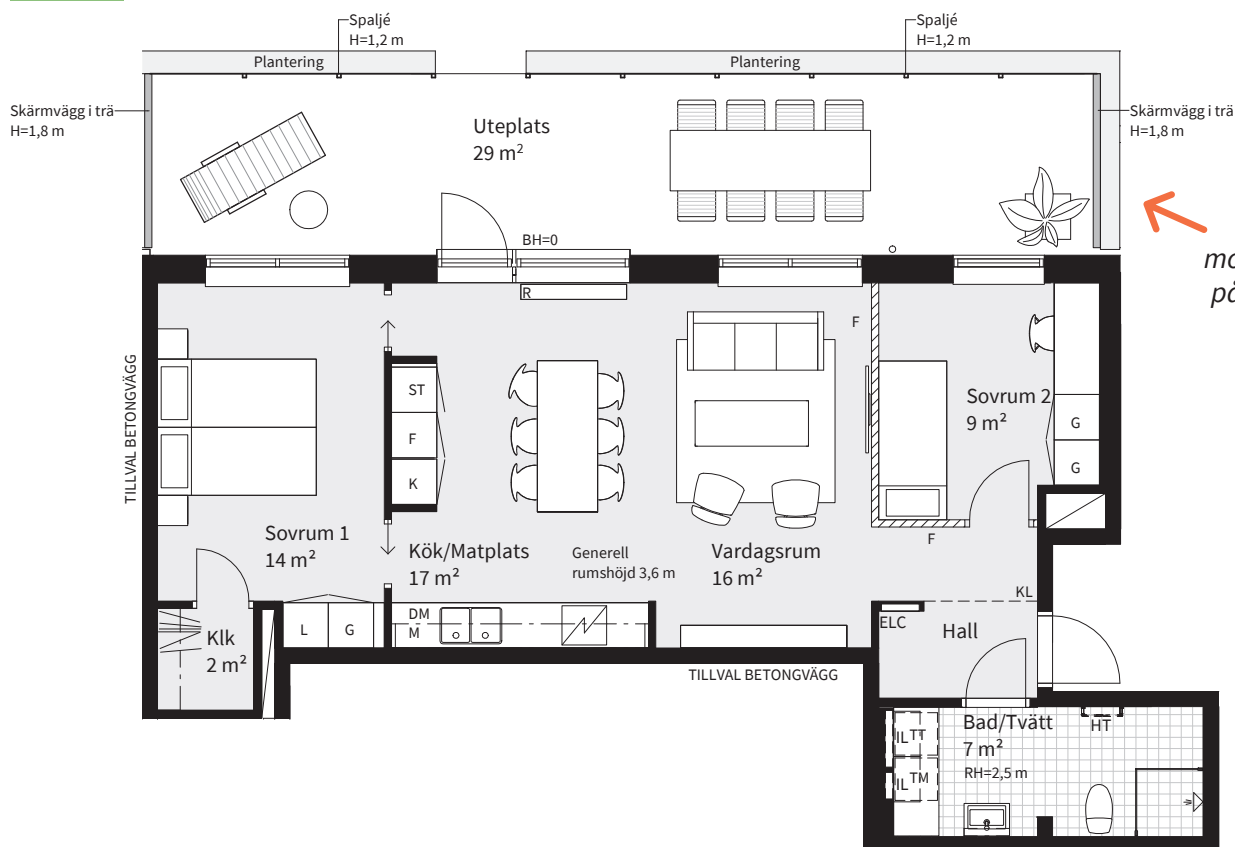 Spaljé
H=1,2 m
Spaljé
H=1,2 m
Plantering
Plantering
Skärmvägg i trä
H=1,8 m
Skärmvägg i trä
H=1,8 m
Uteplats
29 m²
BH=0
R
F
TILLVAL BETONGVÄGG
ST
F
K
Sovrum 2
9 m²
G
G
Sovrum 1
14 m²
Kök/Matplats
17 m²
Generell
rumshöjd 3,6 m
Vardagsrum
16 m²
F
KL
Klk
2 m²
L
G
DM
M
ELC
Hall
TILLVAL BETONGVÄGG
Bad/Tvätt
7 m²
RH=2,5 m
HT
IL TT
IL TM